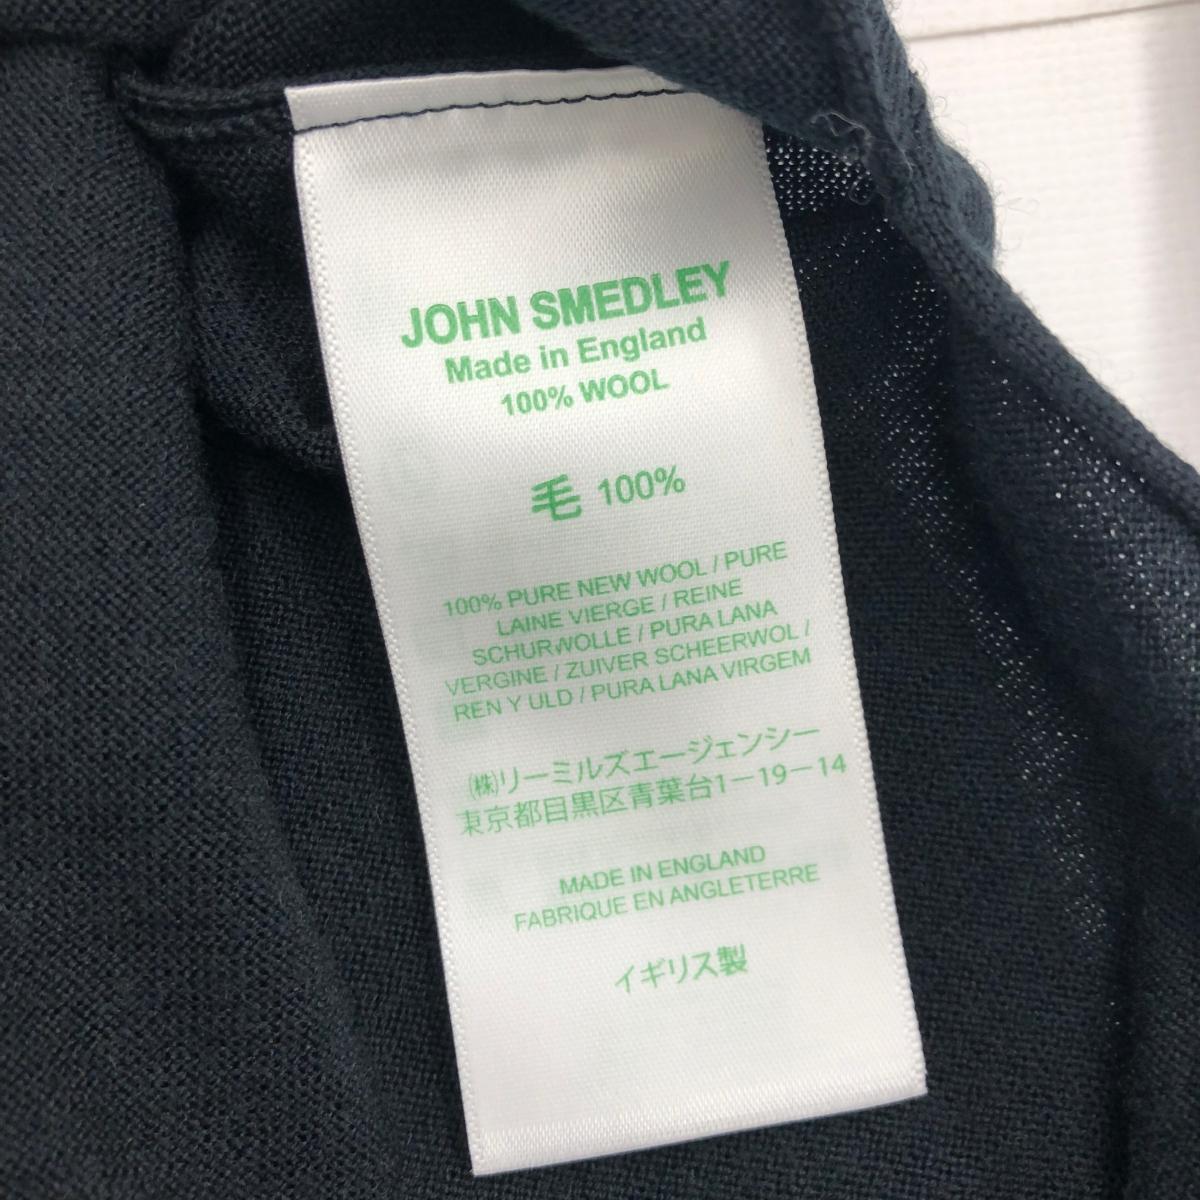 JOHN SMEDLEY
Made in England
100% WOOL
毛 100%
100% PURE NEW WOOL / PURE
LAINE VIERGE / REINE
SCHURWOLLE / PURA LANA
VERGINE / ZUIVER SCHEERWOL /
REN Y ULD / PURA LANA VIRGEM
㈱リーミルズエージェンシー
東京都目黒区青葉台1－19－14
MADE IN ENGLAND
FABRIQUE EN ANGLETERRE
イギリス製